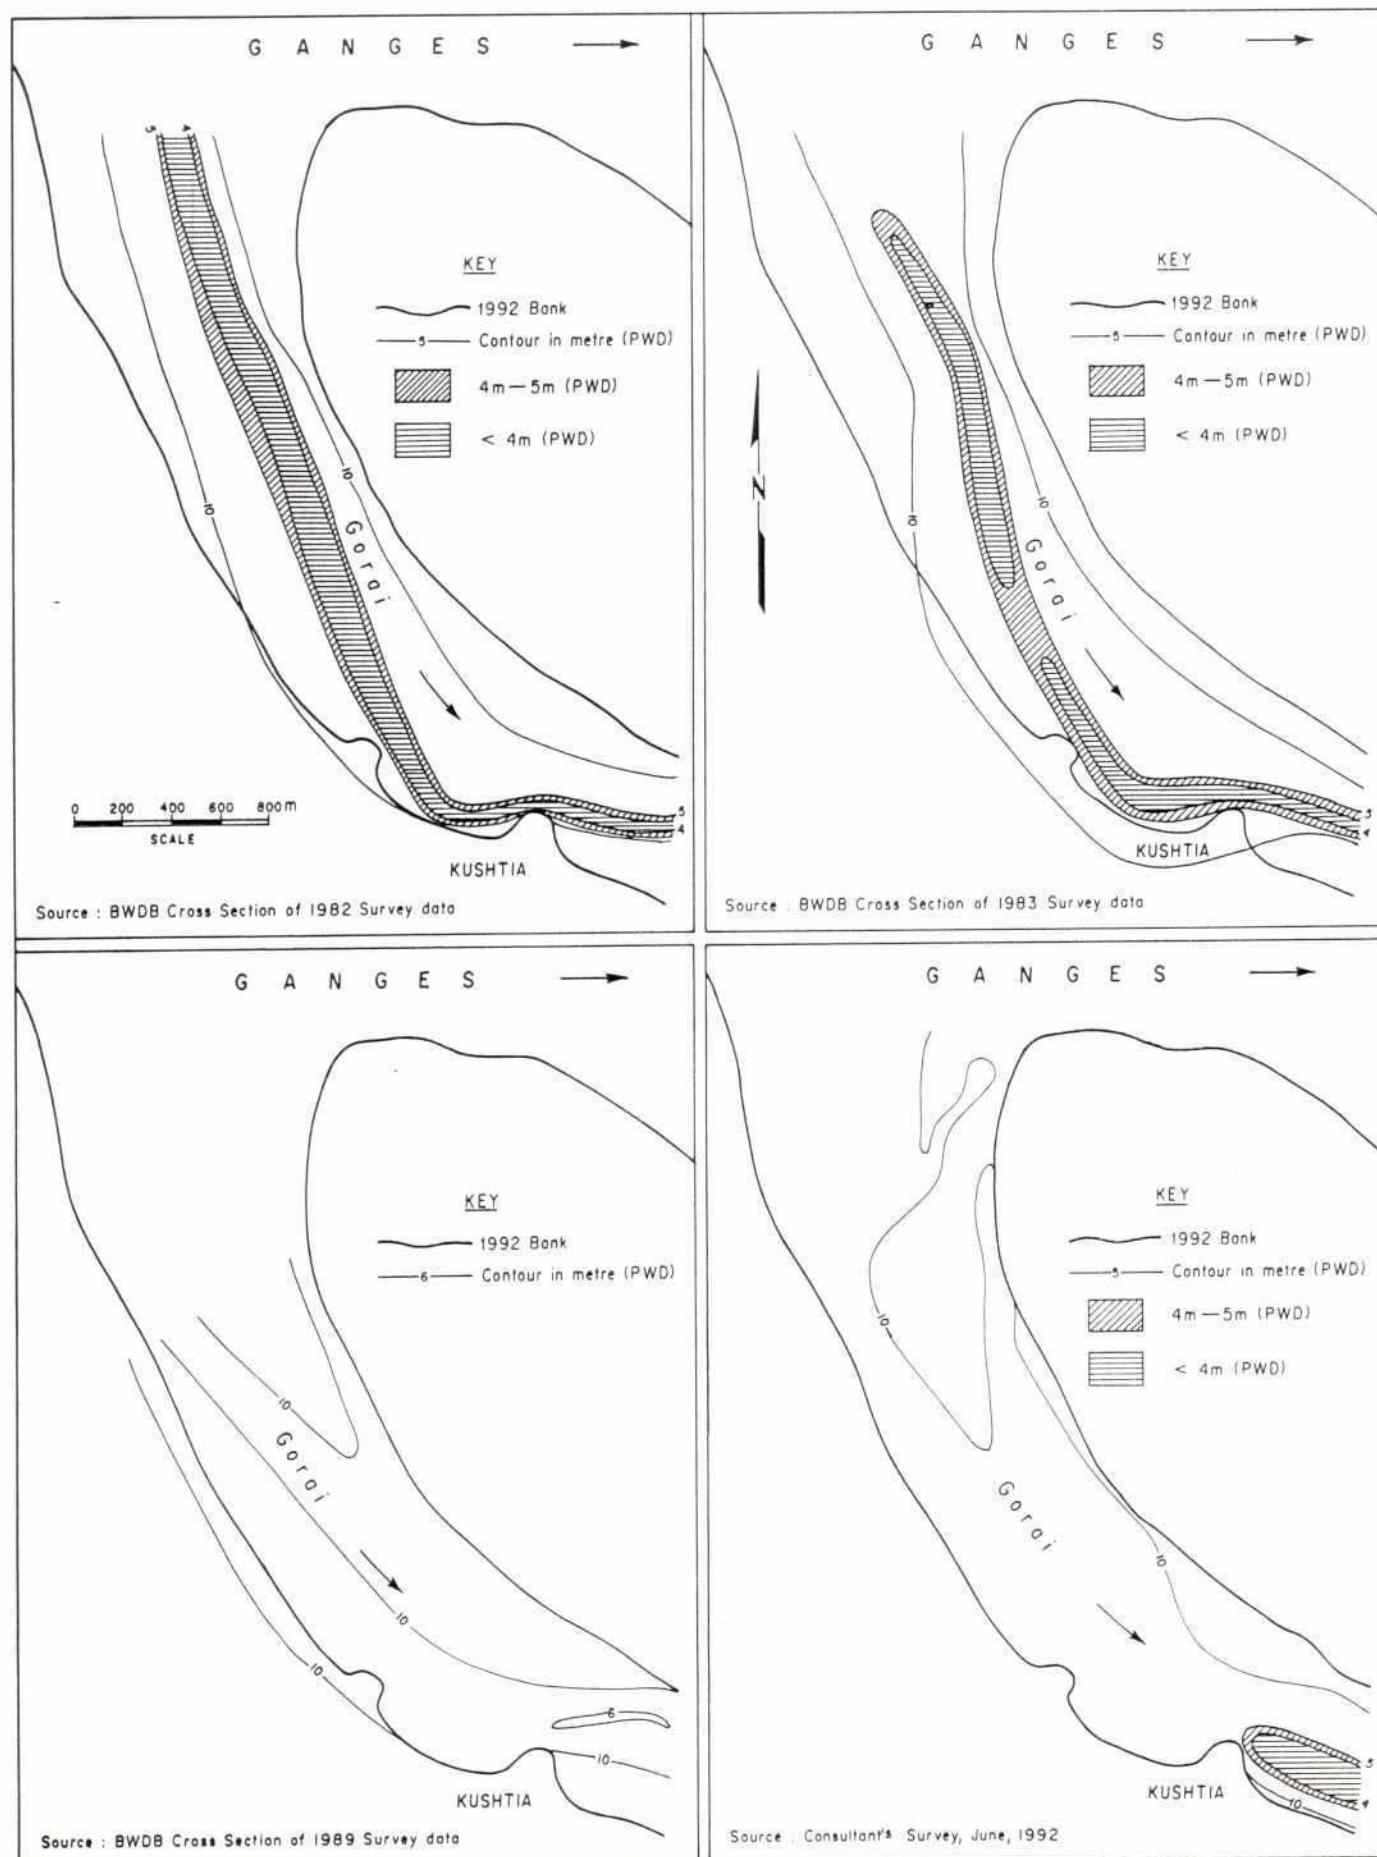 G A N G E S
5 4
KEY
1992 Bank
5 Contour in metre (PWD)
4m — 5m (PWD)
< 4m (PWD)
10
10
Gorai
0 200 400 600 800m
SCALE
5
4
KUSHTIA
Source : BWDB Cross Section of 1982 Survey data
G A N G E S
KEY
1992 Bank
5 Contour in metre (PWD)
4m — 5m (PWD)
< 4m (PWD)
N
10
10
Gorai
5
4
KUSHTIA
Source : BWDB Cross Section of 1983 Survey data
G A N G E S
KEY
1992 Bank
6 Contour in metre (PWD)
10
Gorai
10
10
6
10
KUSHTIA
Source : BWDB Cross Section of 1989 Survey data
G A N G E S
KEY
1992 Bank
5 Contour in metre (PWD)
4m — 5m (PWD)
< 4m (PWD)
10
Gorai
10
5
4
10
KUSHTIA
Source : Consultant's Survey, June, 1992